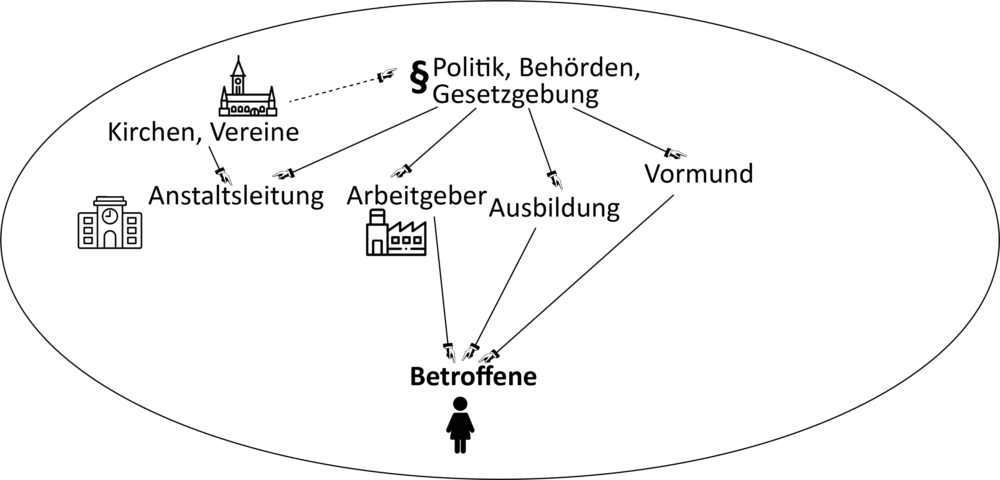 § Politik, Behörden,
Gesetzgebung
Kirchen, Vereine
Anstaltsleitung
Arbeitgeber
Ausbildung
Vormund
Betroffene